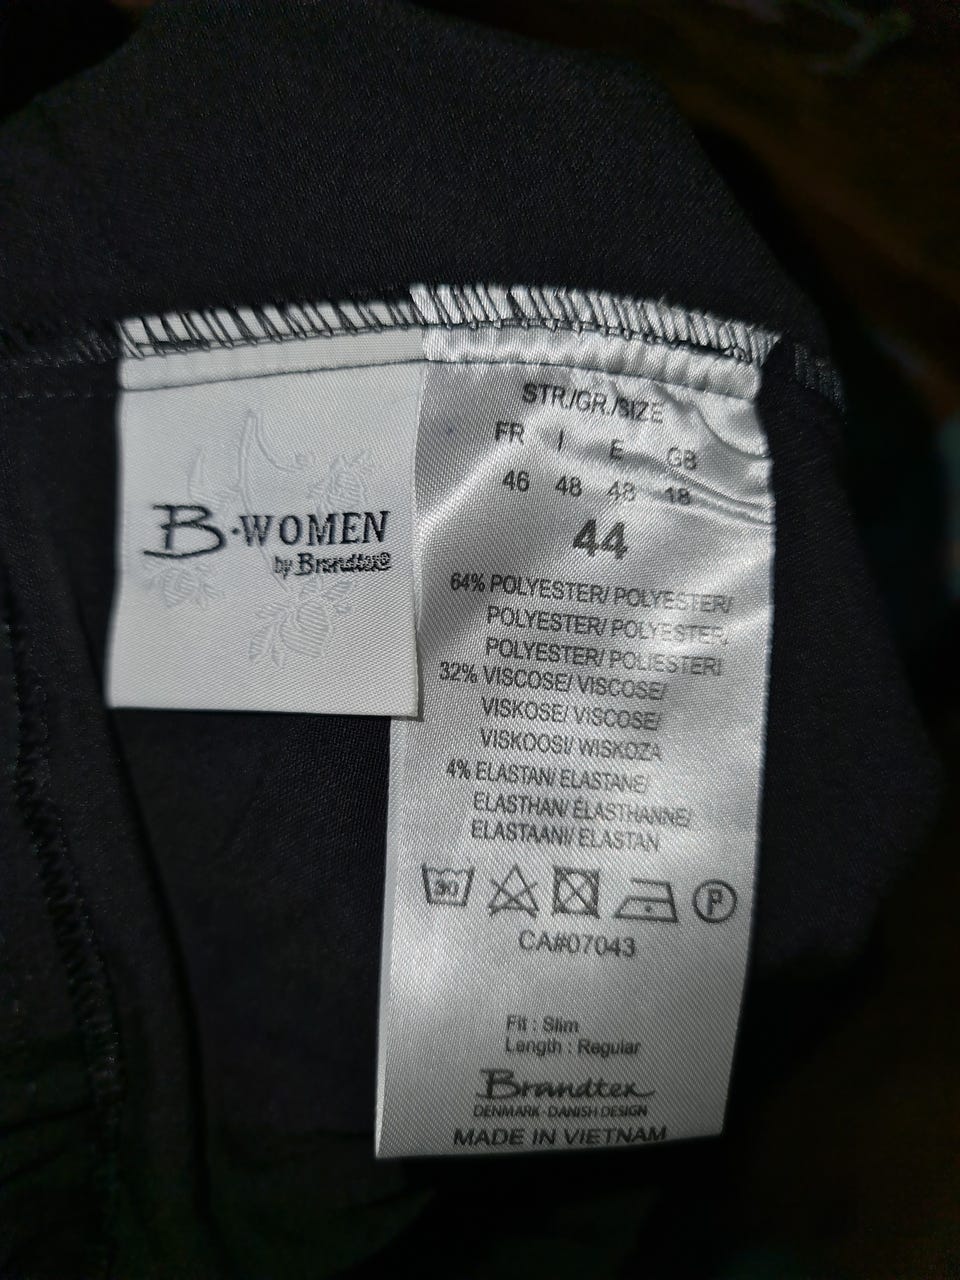 B·WOMEN
by Brandtex®
STR./GR./SIZE
FR I E GB
46 48 48 18
44
64% POLYESTER/ POLYESTER/
POLYESTER/ POLYESTER,
POLYESTER/ POLIESTER/
32% VISCOSE/ VISCOSE/
VISKOSE/ VISCOSE/
VISKOOSI/ WISKOZA
4% ELASTAN/ ELASTANE/
ELASTHAN/ ÉLASTHANNE/
ELASTAANI/ ELASTAN
30 P
CA#07043
Fit : Slim
Length : Regular
Brandtex
DENMARK - DANISH DESIGN
MADE IN VIETNAM